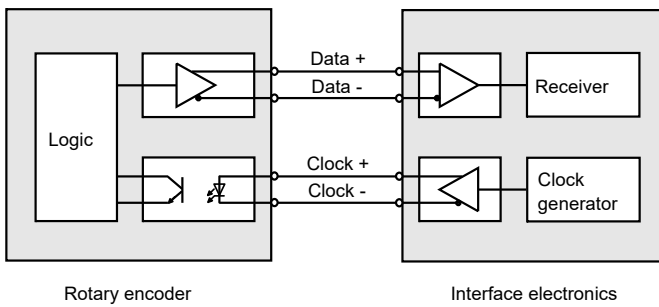 Data +
Data -
Receiver
Logic
Clock +
Clock -
Clock
generator
Rotary encoder
Interface electronics